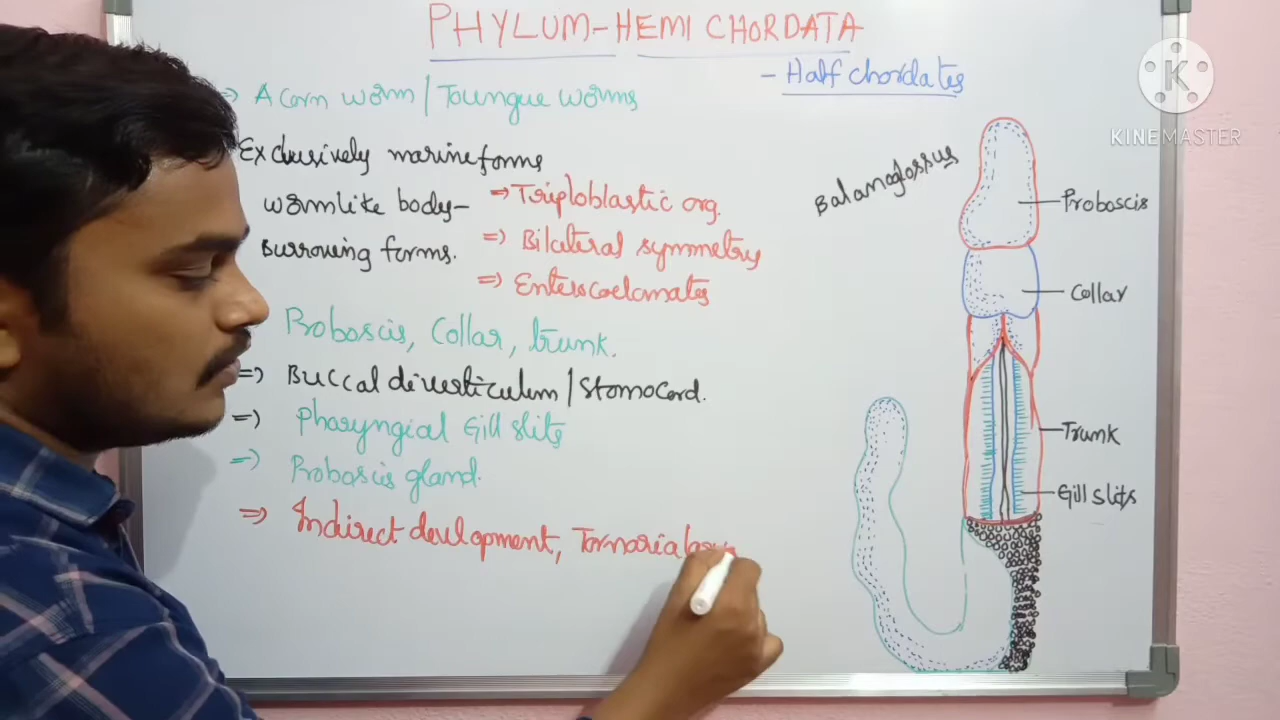 PHYLUM-HEMI CHORDATA
- Half chordates
=> Acorn worm/Toungue worms
Exclusively marine forms
wormlike body-
Burrowing forms.
=> Triploblastic org.
=> Bilateral symmetry
=> Enterocoelomates
Proboscis, Collar, trunk.
=> Buccal diverticulum/Stomocord.
=> Pharyngial Gill slits
=> Proboscis gland.
=> Indirect development, Tornaria larv
Balanoglossus
Proboscis
Collar
Trunk
Gill slits
K
KINEMASTER